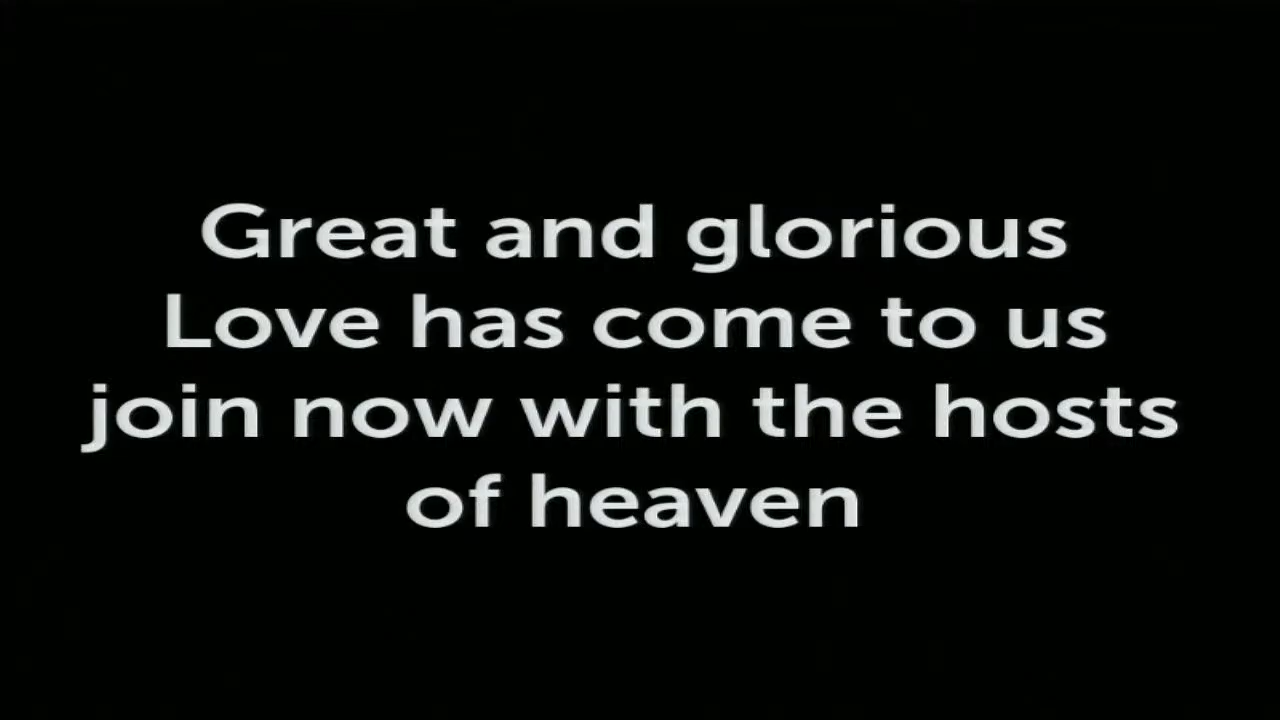 Great and glorious
Love has come to us
join now with the hosts
of heaven